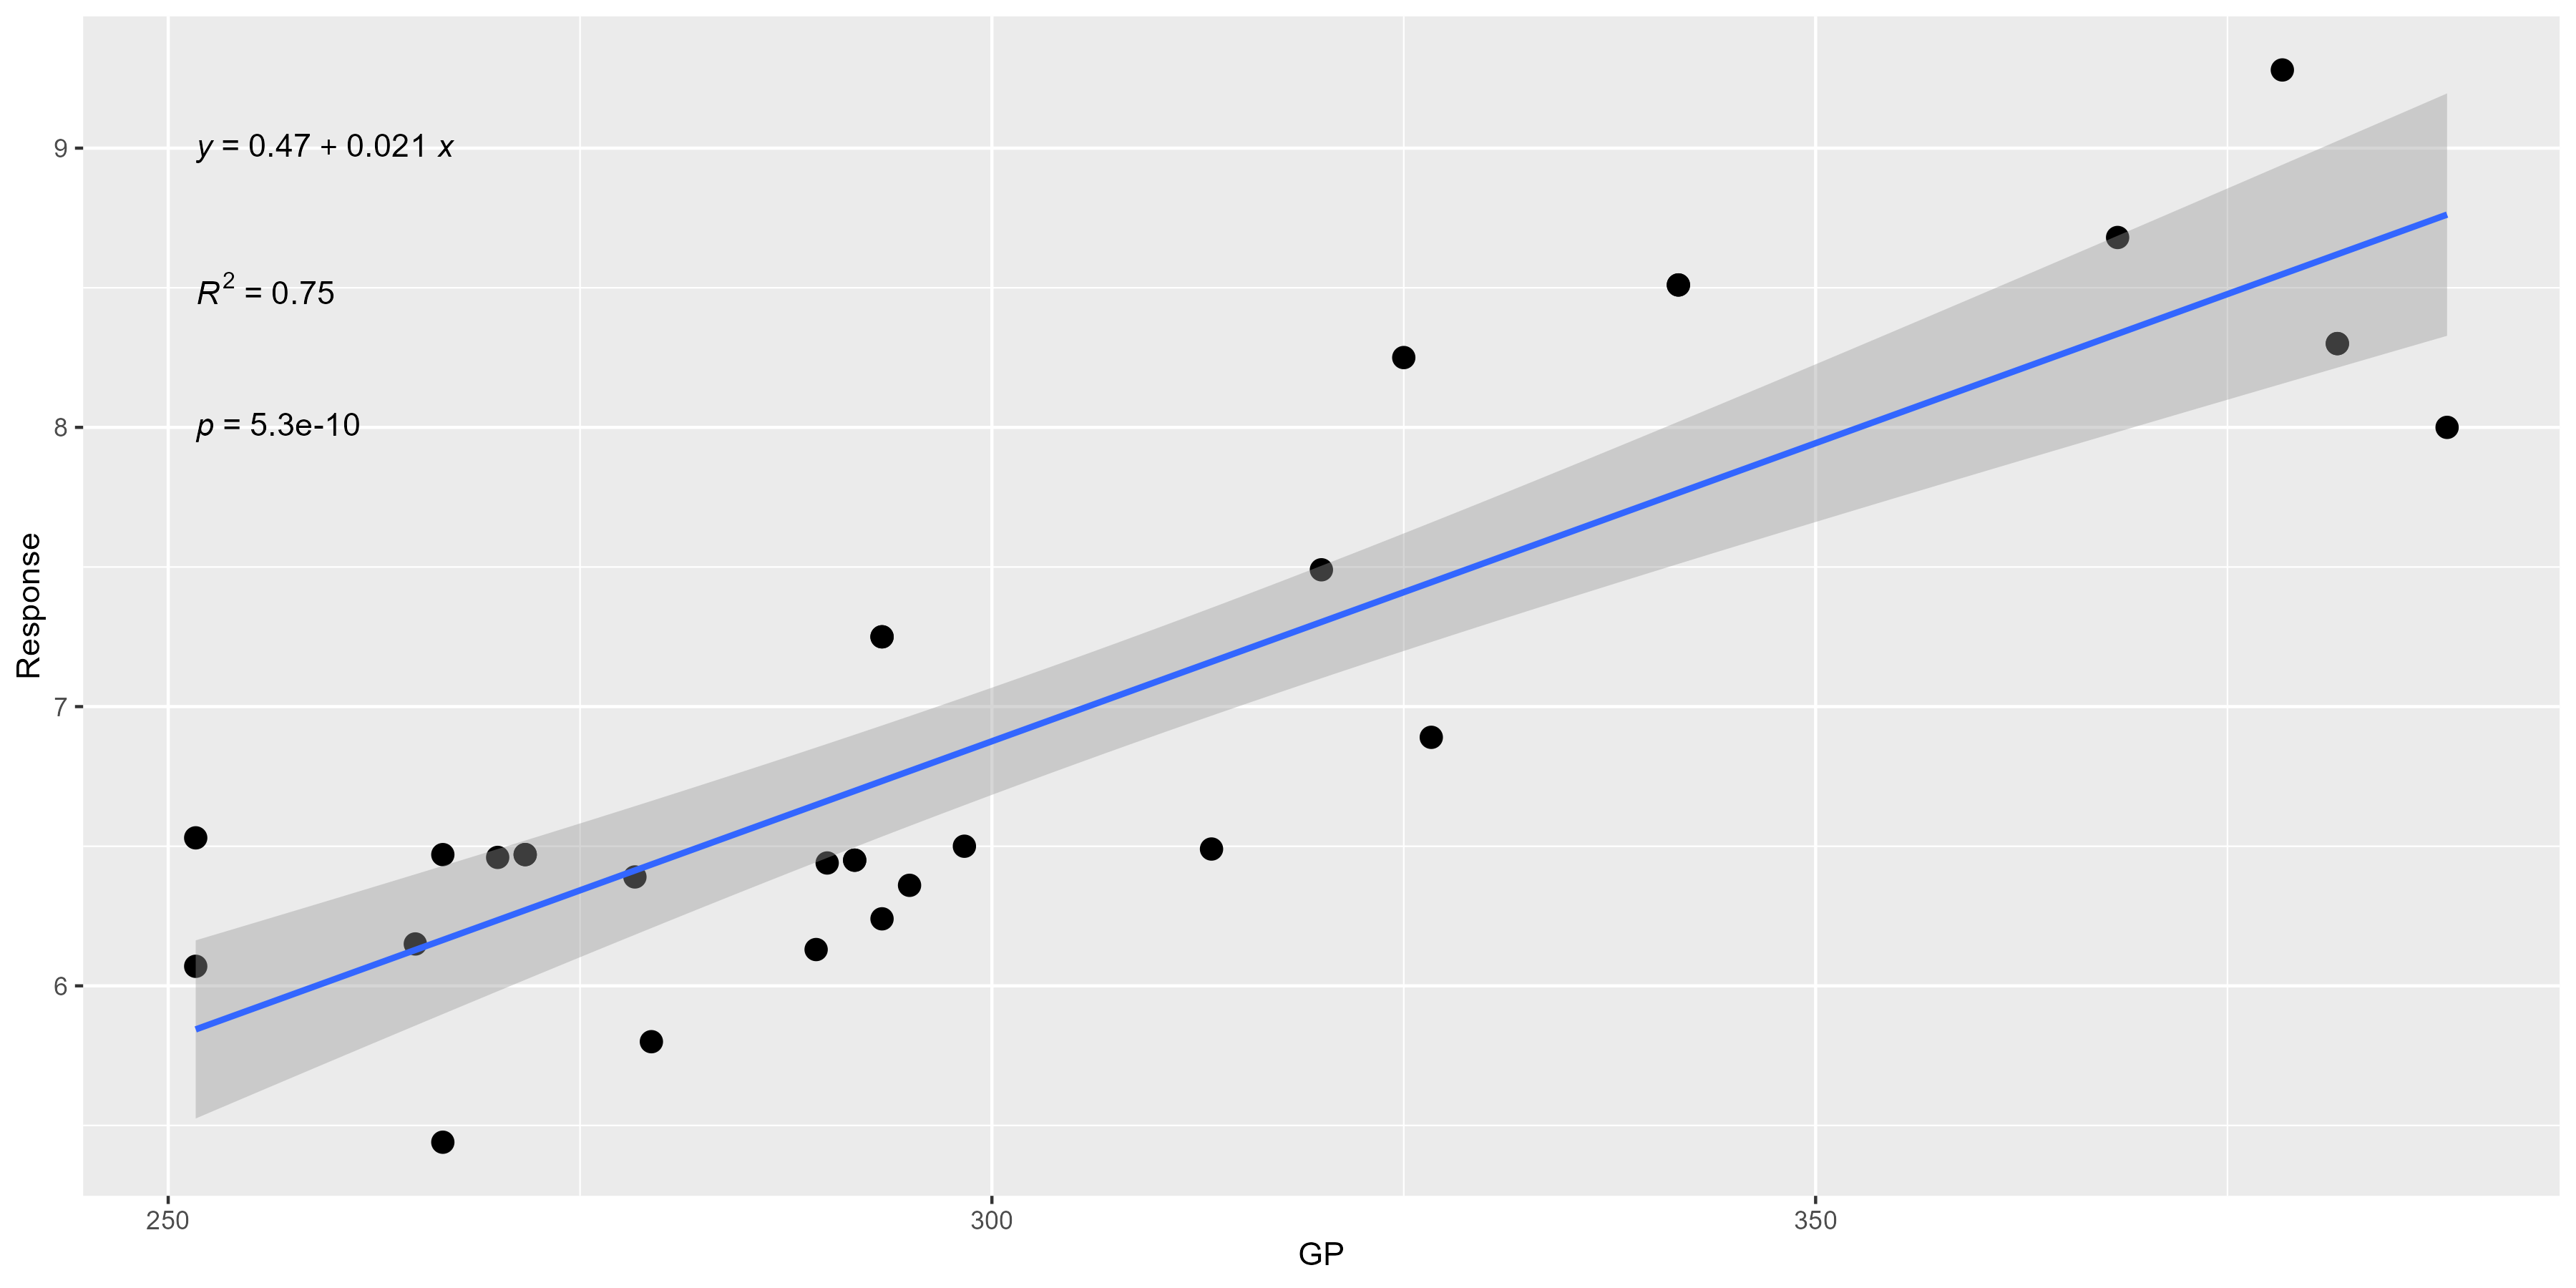 y = 0.47 + 0.021 x
R² = 0.75
p = 5.3e-10
9
8
7
6
Response
250
300
350
GP